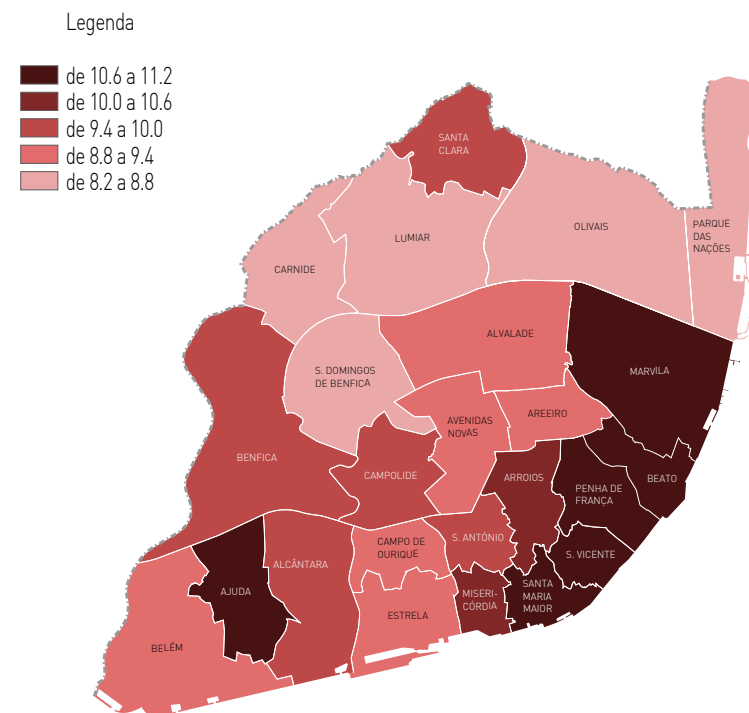 Legenda
de 10.6 a 11.2
de 10.0 a 10.6
de 9.4 a 10.0
de 8.8 a 9.4
de 8.2 a 8.8
SANTA
CLARA
LUMIAR
OLIVAIS
PARQUE
DAS
NAÇÕES
CARNIDE
ALVALADE
S. DOMINGOS
DE BENFICA
MARVILA
AVENIDAS
NOVAS
AREEIRO
BENFICA
CAMPOLIDE
ARROIOS
BEATO
PENHA DE
FRANÇA
CAMPO DE
OURIQUE
S. ANTÓNIO
S. VICENTE
ALCÂNTARA
AJUDA
MISERI-
CÓRDIA
SANTA
MARIA
MAIOR
ESTRELA
BELÉM